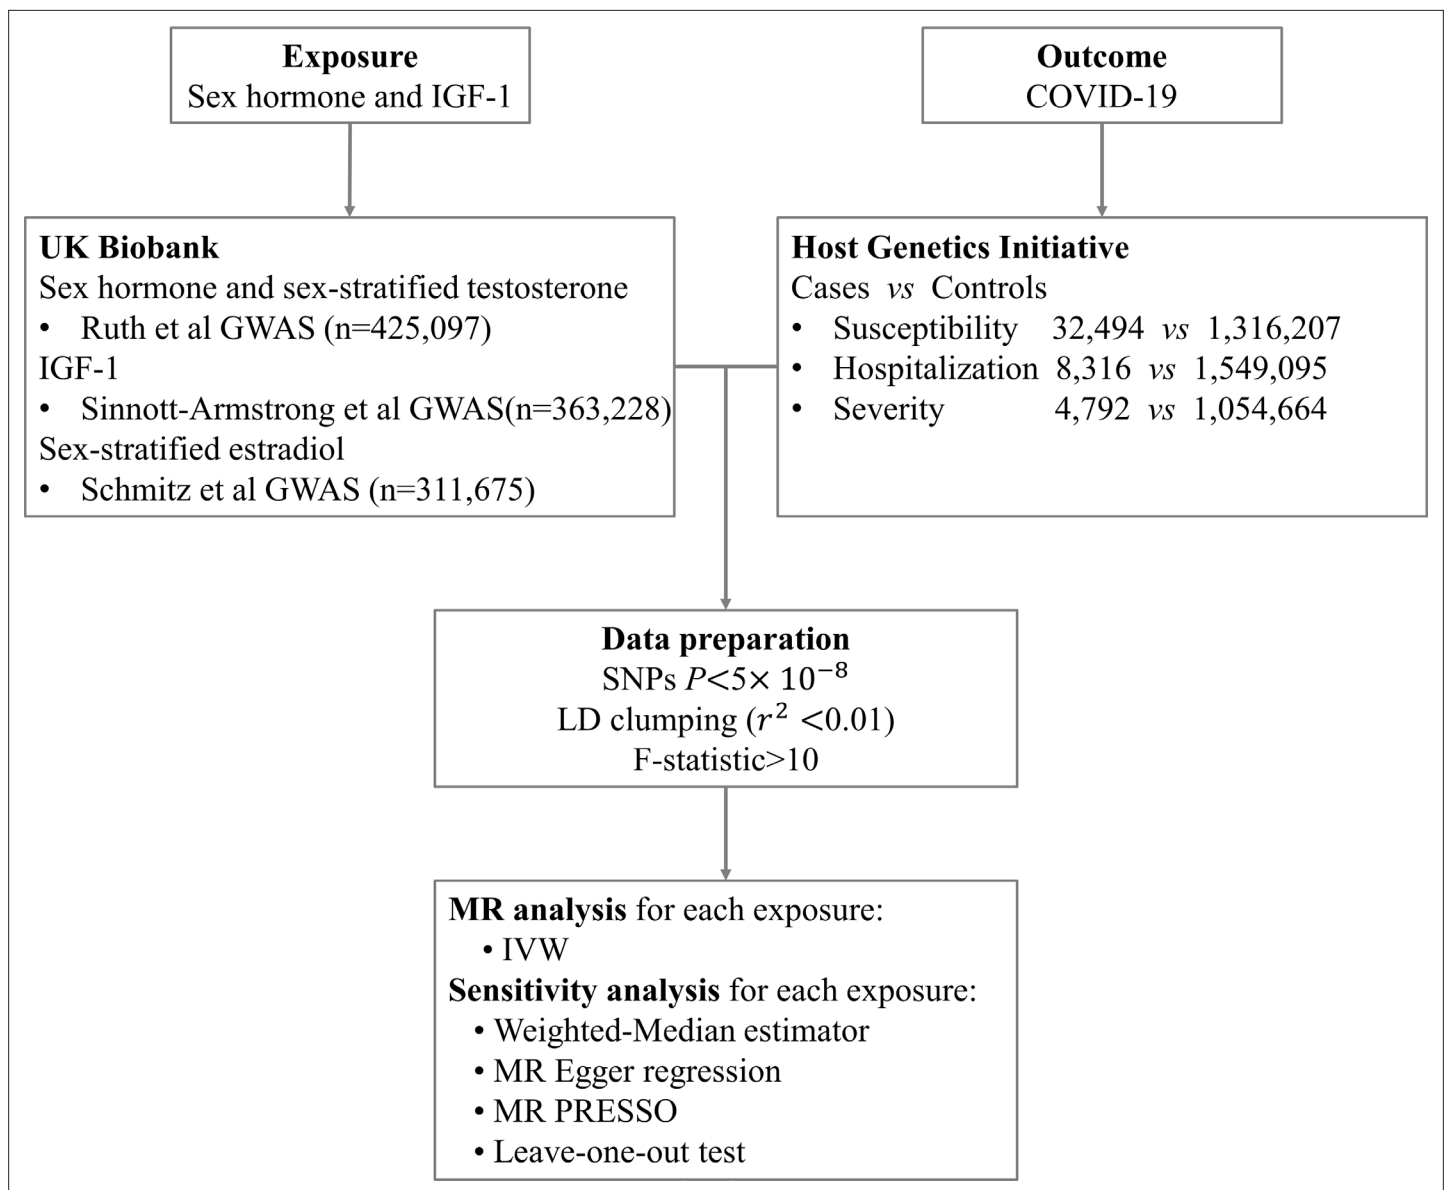 Exposure
Sex hormone and IGF-1
Outcome
COVID-19
UK Biobank
Sex hormone and sex-stratified testosterone
• Ruth et al GWAS (n=425,097)
IGF-1
• Sinnott-Armstrong et al GWAS(n=363,228)
Sex-stratified estradiol
• Schmitz et al GWAS (n=311,675)
Host Genetics Initiative
Cases vs Controls
• Susceptibility 32,494 vs 1,316,207
• Hospitalization 8,316 vs 1,549,095
• Severity 4,792 vs 1,054,664
Data preparation
SNPs P<5× 10⁻⁸
LD clumping (r² <0.01)
F-statistic>10
MR analysis for each exposure:
• IVW
Sensitivity analysis for each exposure:
• Weighted-Median estimator
• MR Egger regression
• MR PRESSO
• Leave-one-out test